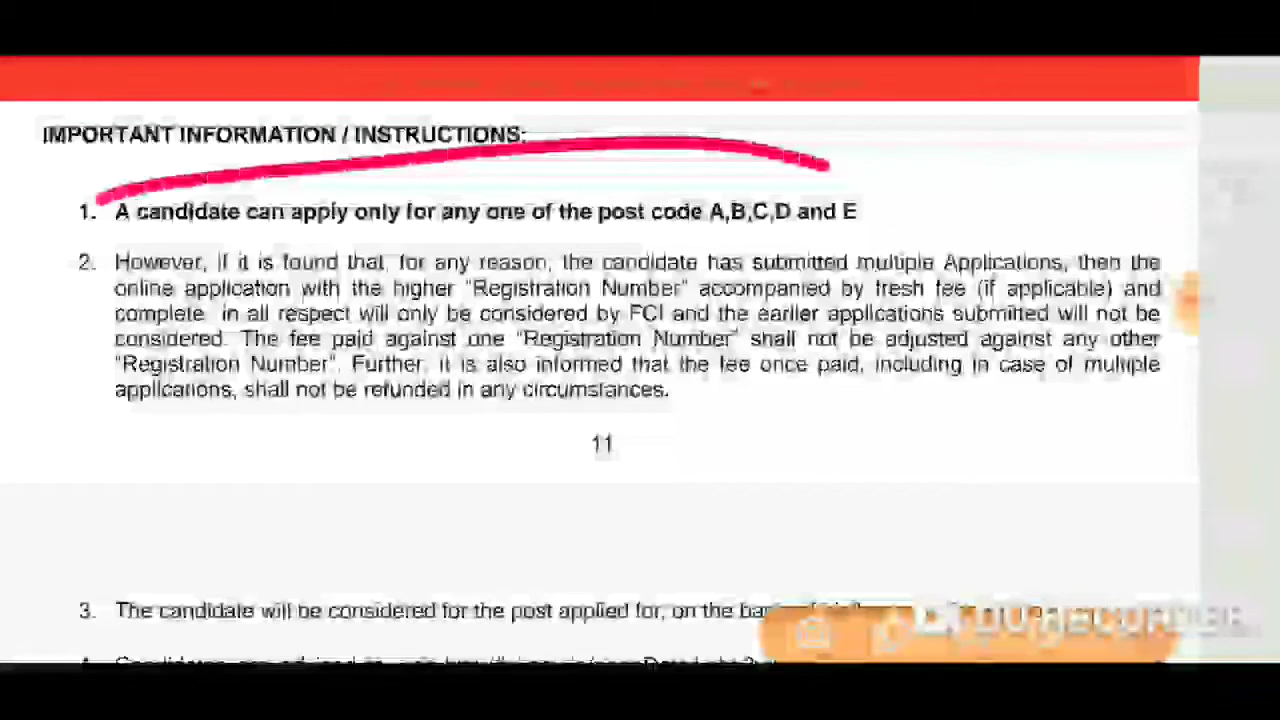 IMPORTANT INFORMATION / INSTRUCTIONS:
1. A candidate can apply only for any one of the post code A,B,C,D and E
2. However, if it is found that, for any reason, the candidate has submitted multiple Applications, then the
online application with the higher "Registration Number" accompanied by fresh fee (if applicable) and
complete in all respect will only be considered by FCI and the earlier applications submitted will not be
considered. The fee paid against one "Registration Number" shall not be adjusted against any other
"Registration Number". Further, it is also informed that the fee once paid, including in case of multiple
applications, shall not be refunded in any circumstances.
11
3. The candidate will be considered for the post applied for, on the
DU RECORDER